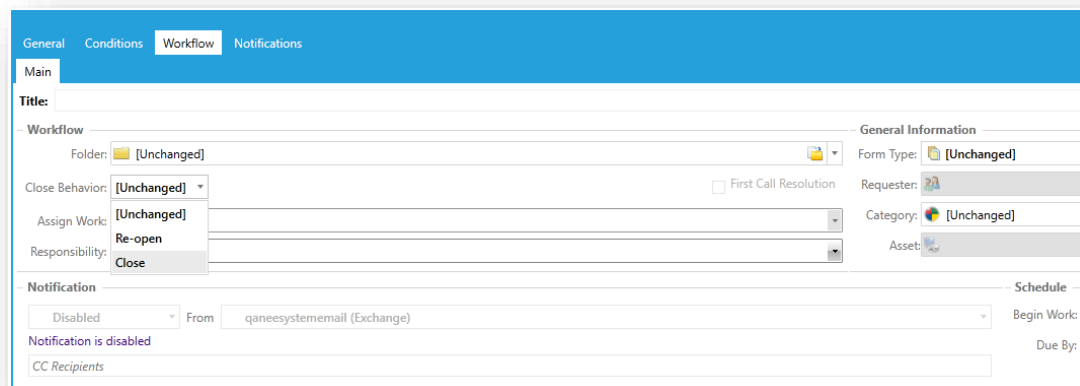 General Conditions Workflow Notifications
Main
Title:
Workflow
General Information
Folder: [Unchanged]
Form Type: [Unchanged]
Close Behavior: [Unchanged]
First Call Resolution
Requester:
[Unchanged]
Re-open
Close
Assign Work:
Category: [Unchanged]
Responsibility:
Asset:
Notification
Schedule
Disabled From qaneesystememail (Exchange)
Begin Work:
Notification is disabled
Due By:
CC Recipients